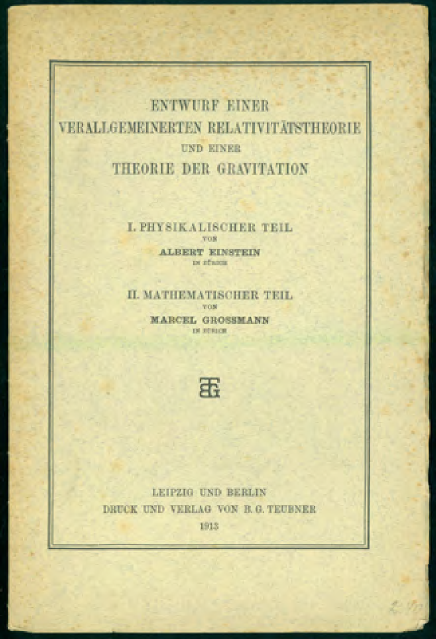 ENTWURF EINER
VERALLGEMEINERTEN RELATIVITÄTSTHEORIE
UND EINER
THEORIE DER GRAVITATION
I. PHYSIKALISCHER TEIL
VON
ALBERT EINSTEIN
IN ZÜRICH
II. MATHEMATISCHER TEIL
VON
MARCEL GROSSMANN
IN ZÜRICH
LEIPZIG UND BERLIN
DRUCK UND VERLAG VON B. G. TEUBNER
1913